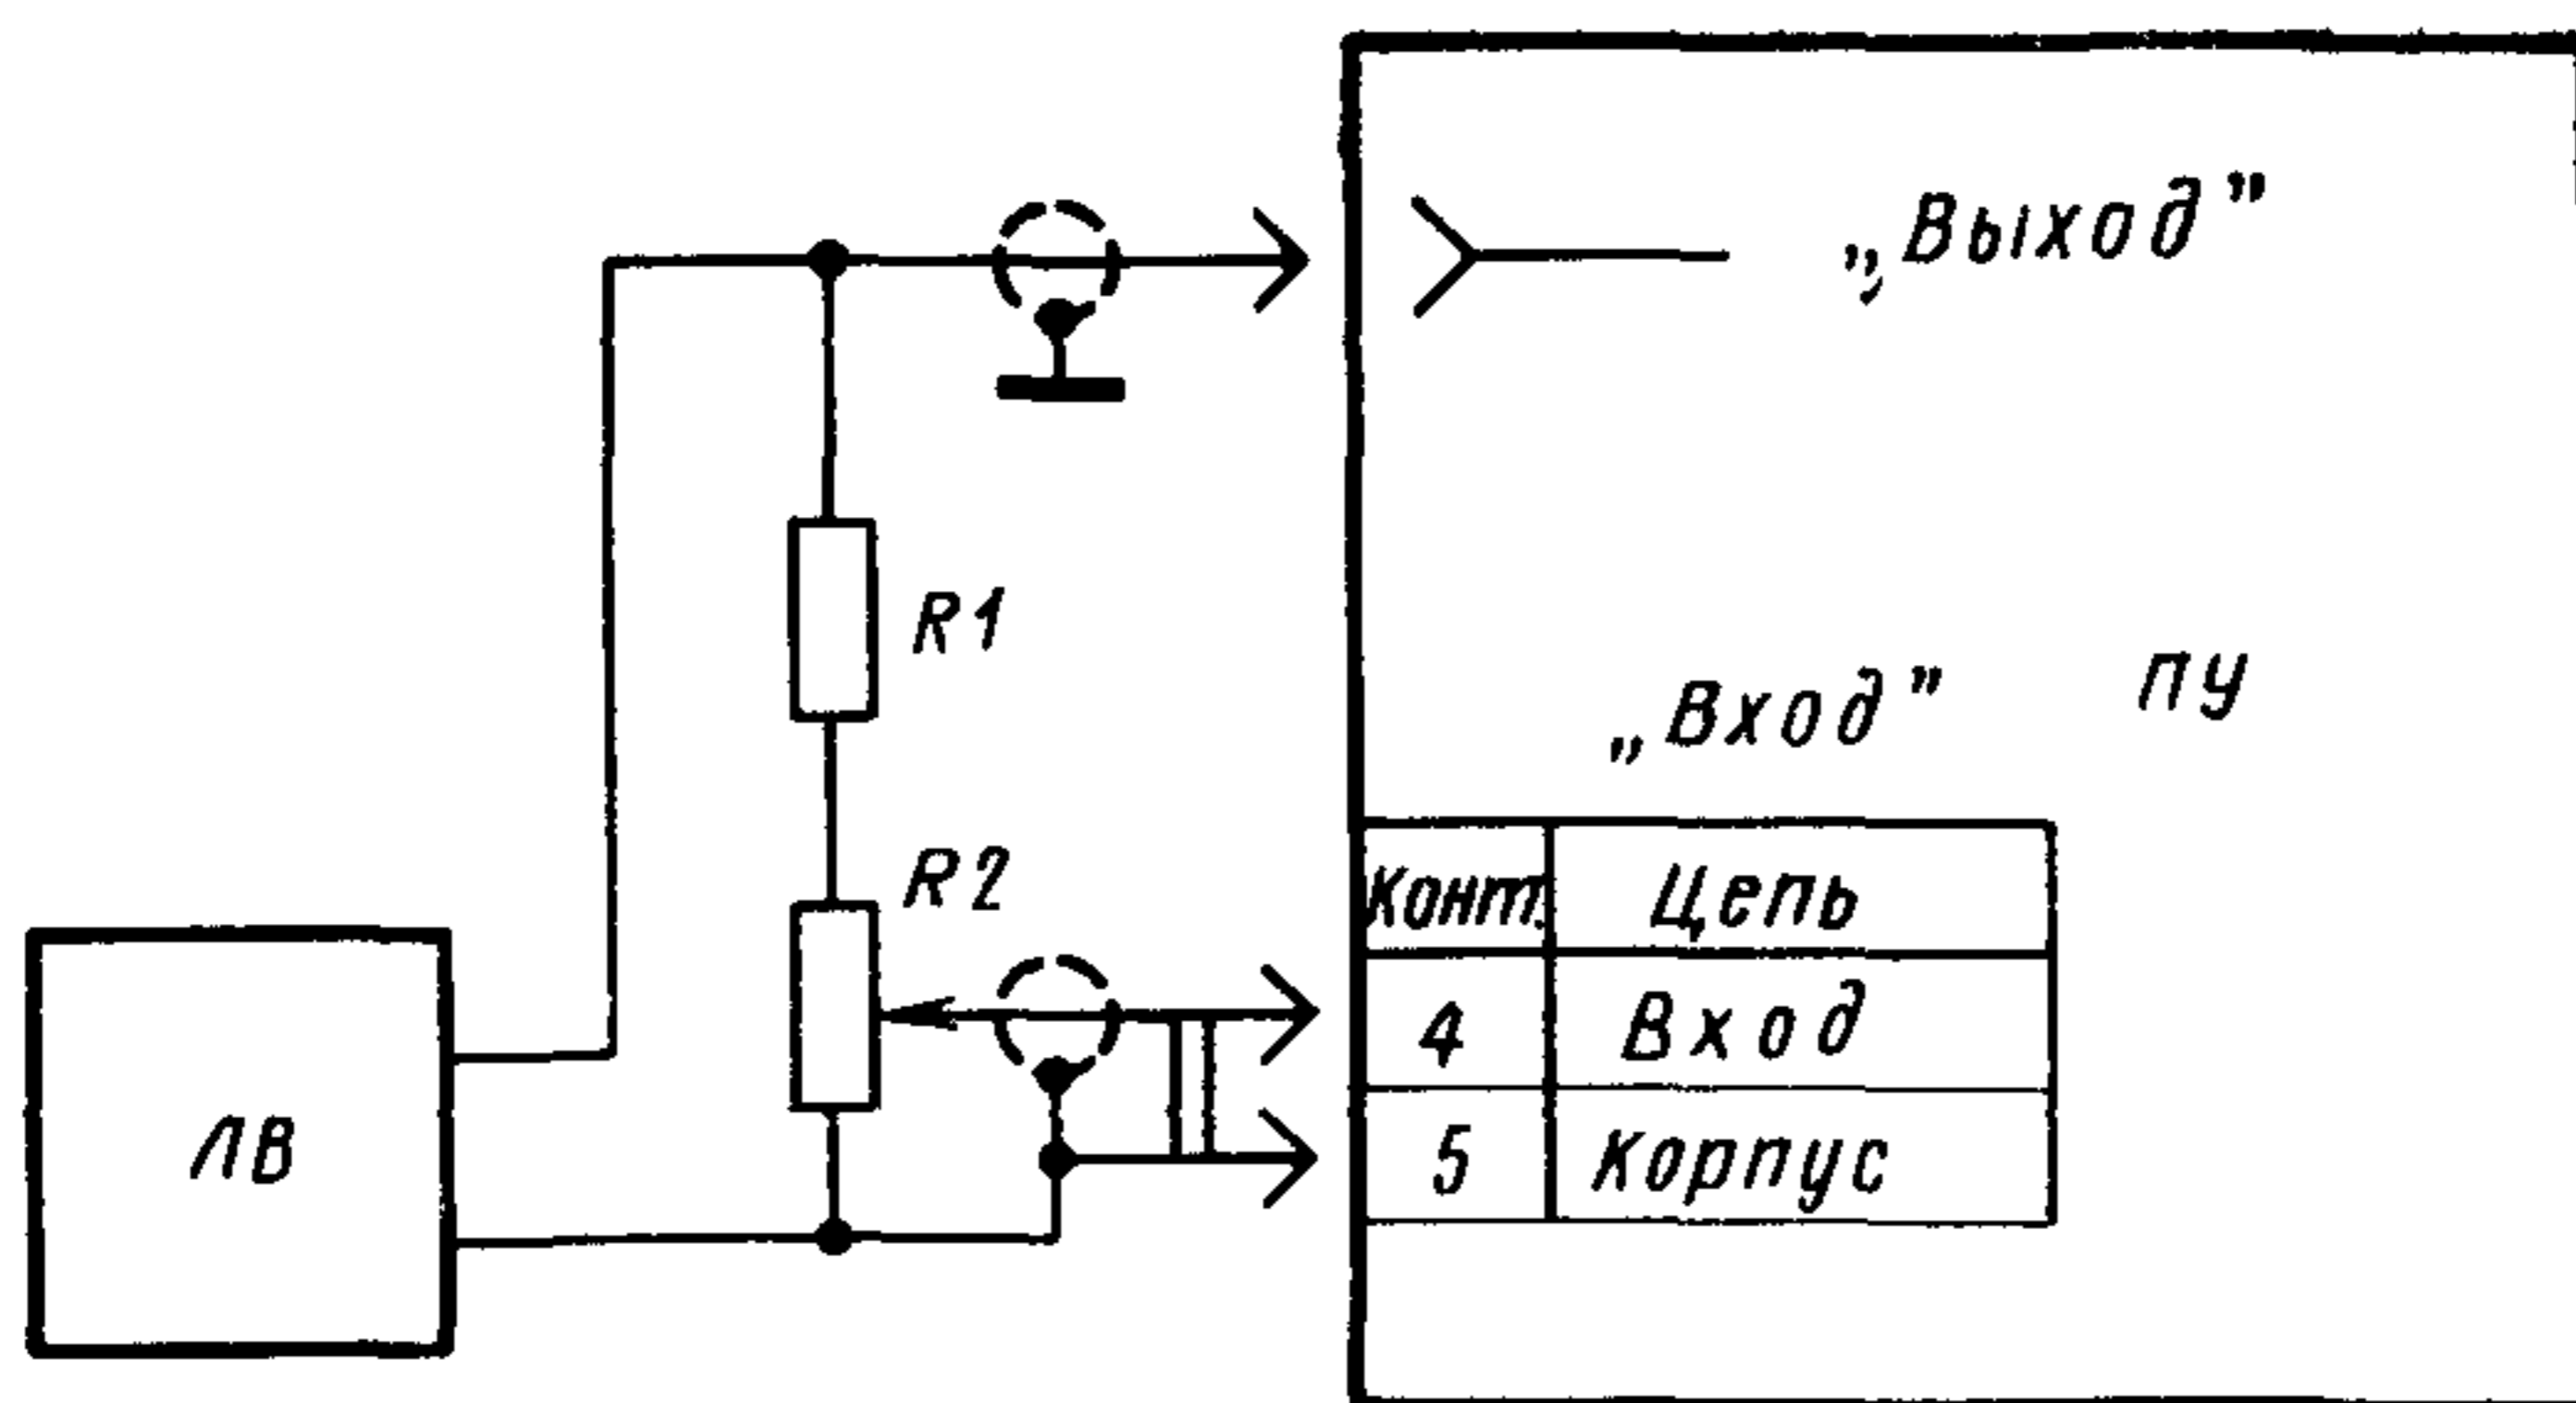 „Выход”
R1
„Вход”
ПУ
R2
Конт. Цепь
4 Вход
5 Корпус
ЛВ